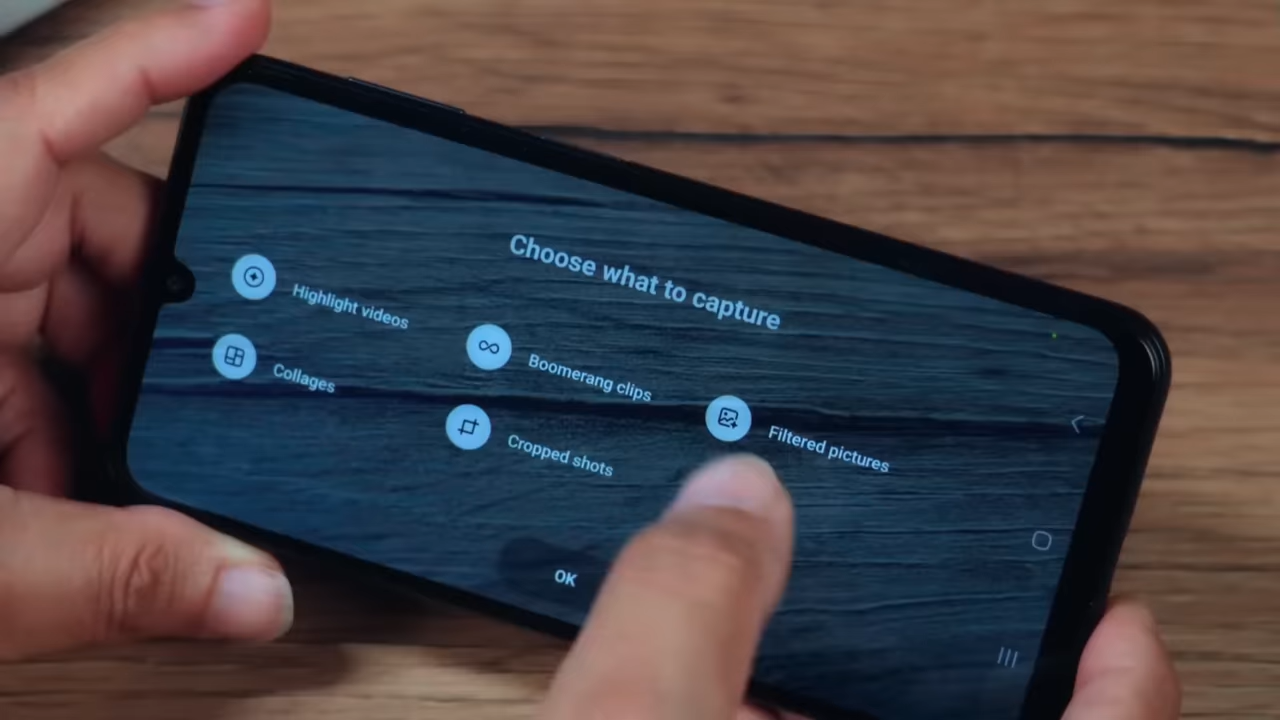 Choose what to capture
Highlight videos
Boomerang clips
Filtered pictures
Collages
Cropped shots
OK